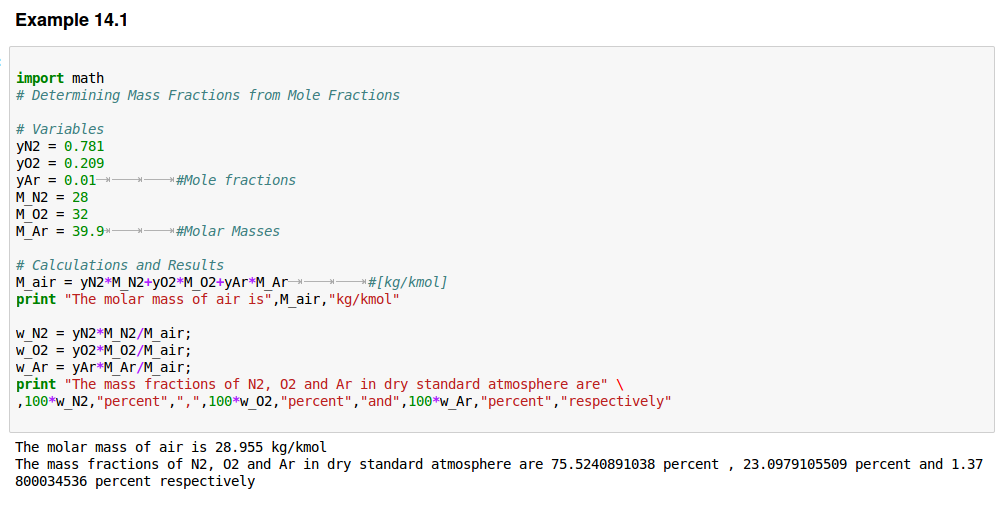 Example 14.1
import math
# Determining Mass Fractions from Mole Fractions
# Variables
yN2 = 0.781
yO2 = 0.209
yAr = 0.01 #Mole fractions
M_N2 = 28
M_O2 = 32
M_Ar = 39.9 #Molar Masses
# Calculations and Results
M_air = yN2*M_N2+yO2*M_O2+yAr*M_Ar #[kg/kmol]
print "The molar mass of air is",M_air,"kg/kmol"
w_N2 = yN2*M_N2/M_air;
w_O2 = yO2*M_O2/M_air;
w_Ar = yAr*M_Ar/M_air;
print "The mass fractions of N2, O2 and Ar in dry standard atmosphere are" \
,100*w_N2,"percent",",",100*w_O2,"percent","and",100*w_Ar,"percent","respectively"
The molar mass of air is 28.955 kg/kmol
The mass fractions of N2, O2 and Ar in dry standard atmosphere are 75.5240891038 percent , 23.0979105509 percent and 1.37
800034536 percent respectively